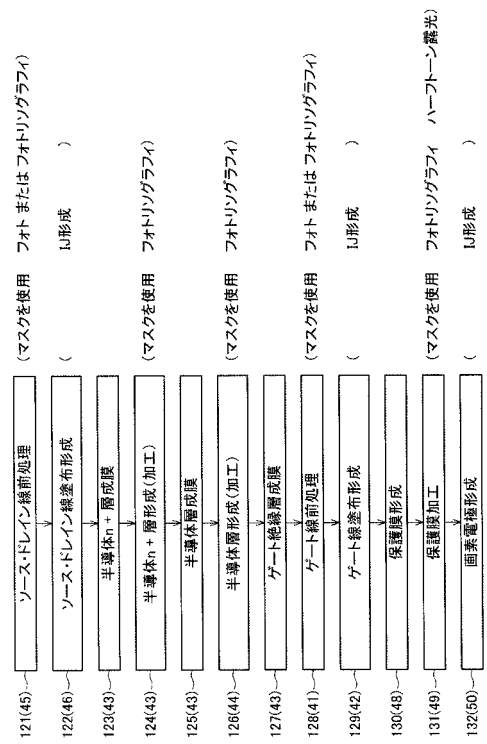 121(45) ソース・ドレイン線前処理 (マスクを使用 フォト または フォトリソグラフィ)
122(46) ソース・ドレイン線塗布形成 ( IJ形成 )
123(43) 半導体n + 層成膜
124(43) 半導体n + 層形成(加工) (マスクを使用 フォトリソグラフィ)
125(43) 半導体層成膜
126(44) 半導体層形成(加工) (マスクを使用 フォトリソグラフィ)
127(43) ゲート絶縁層成膜
128(41) ゲート線前処理 (マスクを使用 フォト または フォトリソグラフィ)
129(42) ゲート線塗布形成 ( IJ形成 )
130(48) 保護膜形成
131(49) 保護膜加工 (マスクを使用 フォトリソグラフィ ハーフトーン露光)
132(50) 画素電極形成 ( IJ形成 )